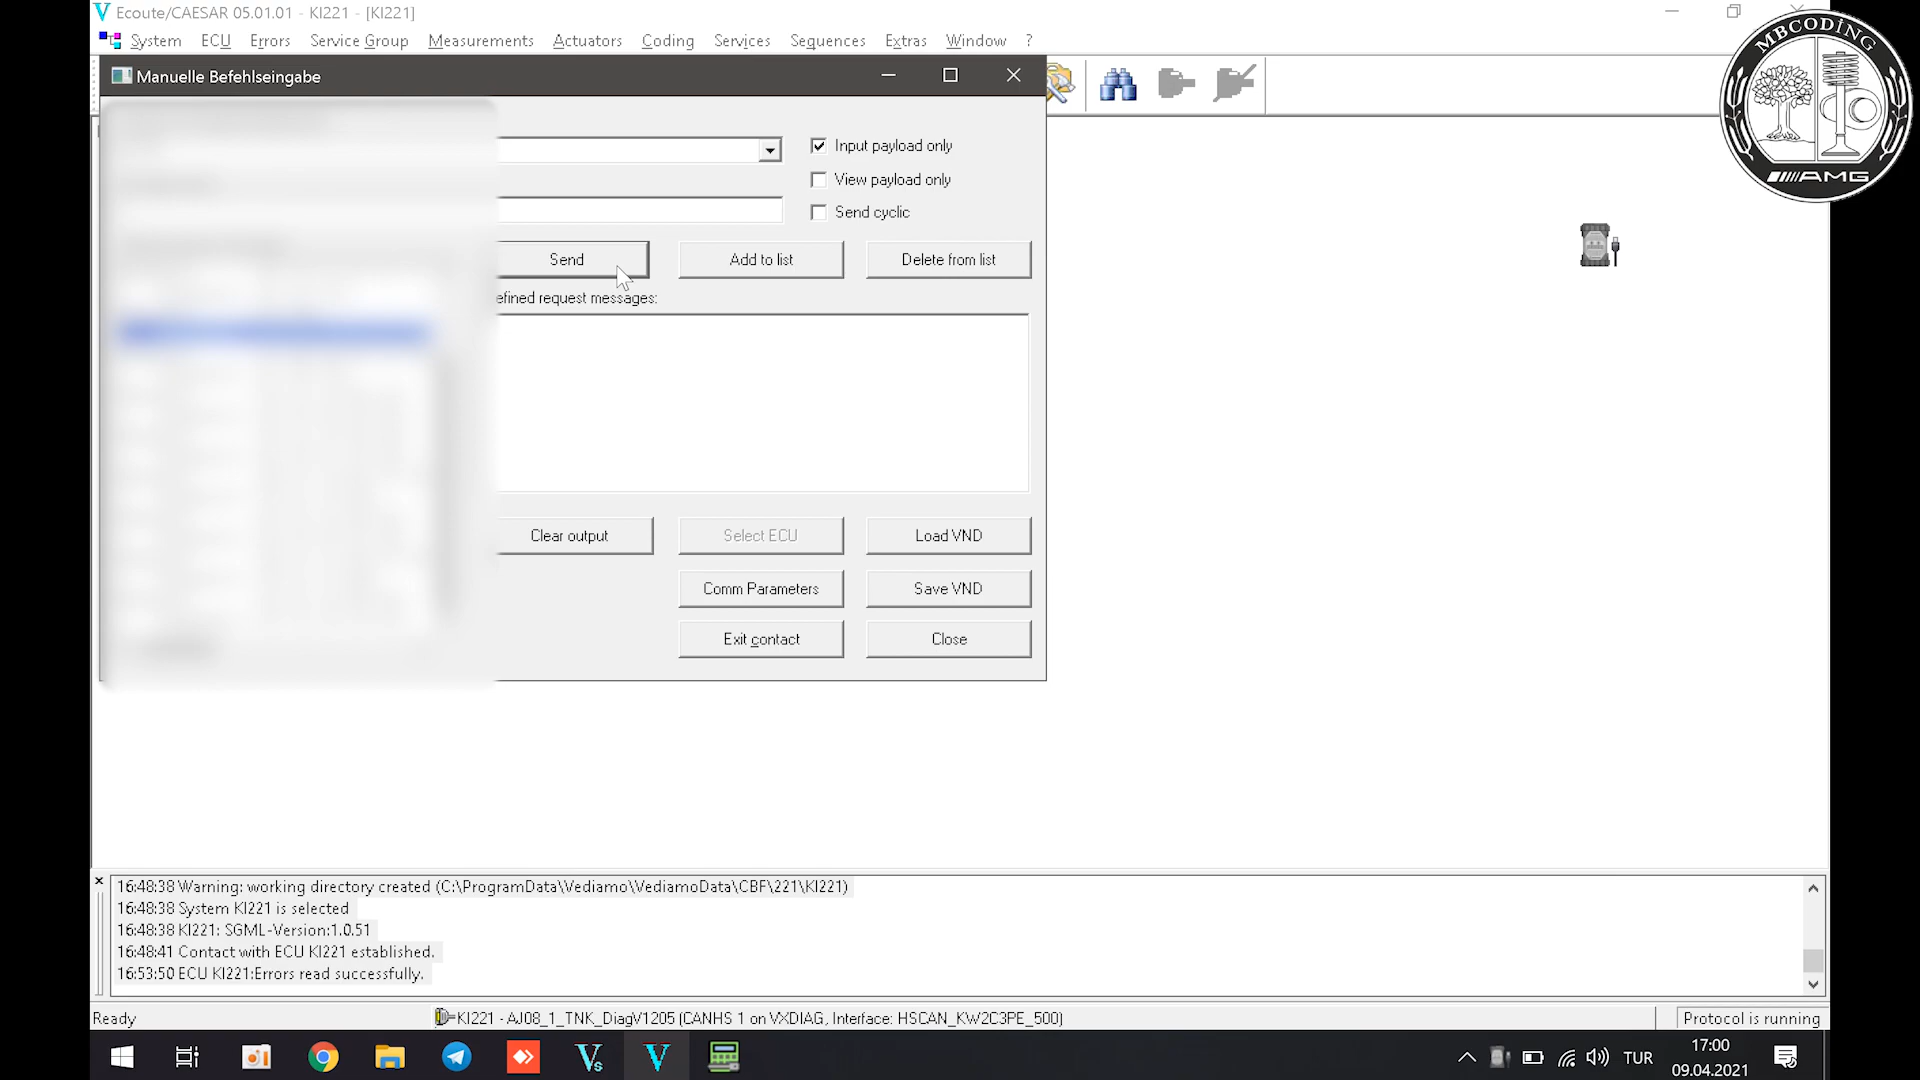 Ecoute/CAESAR 05.01.01 - KI221 - [KI221]
System ECU Errors Service Group Measurements Actuators Coding Services Sequences Extras Window ?
MBCODİNG
AMG
Manuelle Befehlseingabe
Input payload only
View payload only
Send cyclic
Send Add to list Delete from list
efined request messages:
Clear output Select ECU Load VND
Comm Parameters Save VND
Exit contact Close
16:48:38 Warning: working directory created (C:\ProgramData\Vediamo\VediamoData\CBF\221\KI221)
16:48:38 System KI221 is selected
16:48:38 KI221: SGML-Version:1.0.51
16:48:41 Contact with ECU KI221 established.
16:53:50 ECU KI221:Errors read successfully.
Ready KI221 - AJ08_1_TNK_DiagV1205 (CANHS 1 on VXDIAG, Interface: HSCAN_KW2C3PE_500) Protocol is running
TUR 17:00
09.04.2021